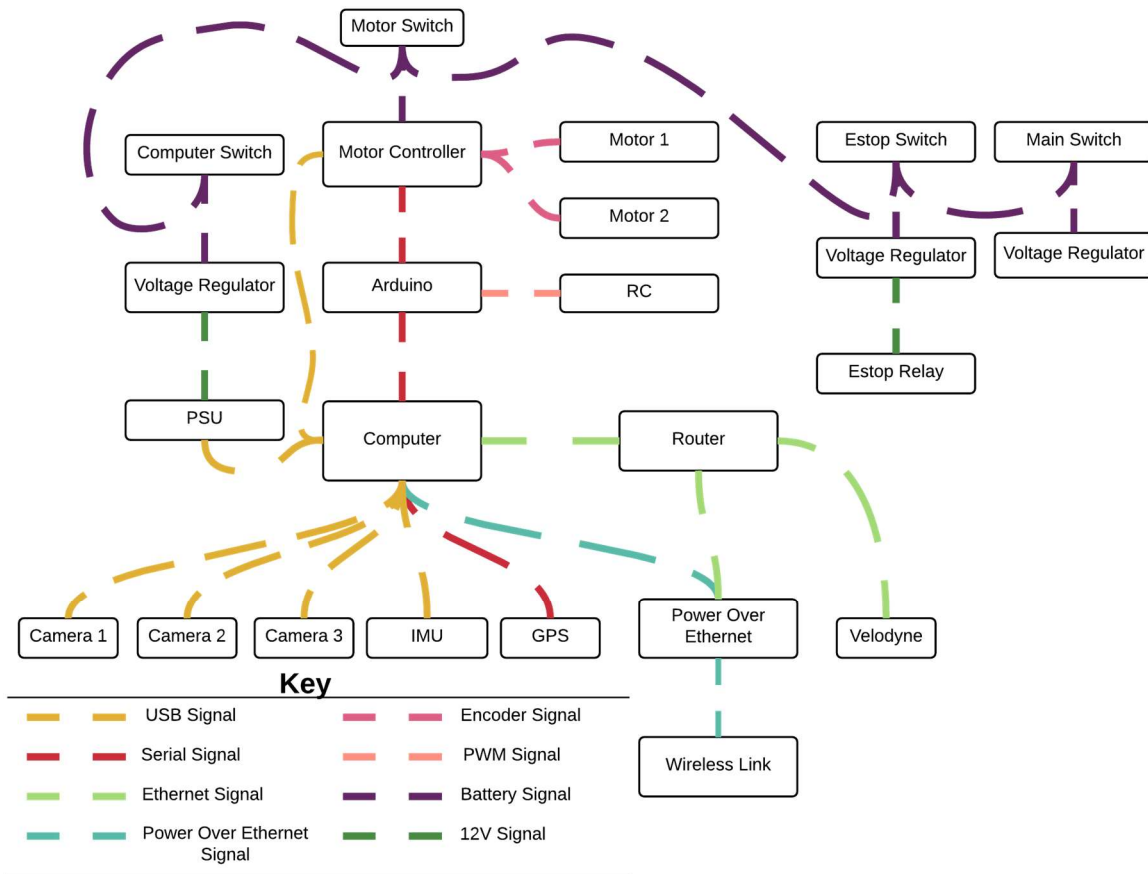 Motor Switch
Computer Switch
Motor Controller
Motor 1
Estop Switch
Main Switch
Motor 2
Voltage Regulator
Arduino
RC
Voltage Regulator
Voltage Regulator
Estop Relay
PSU
Computer
Router
Camera 1
Camera 2
Camera 3
IMU
GPS
Power Over
Ethernet
Velodyne
Wireless Link
Key
USB Signal
Encoder Signal
Serial Signal
PWM Signal
Ethernet Signal
Battery Signal
Power Over Ethernet
Signal
12V Signal